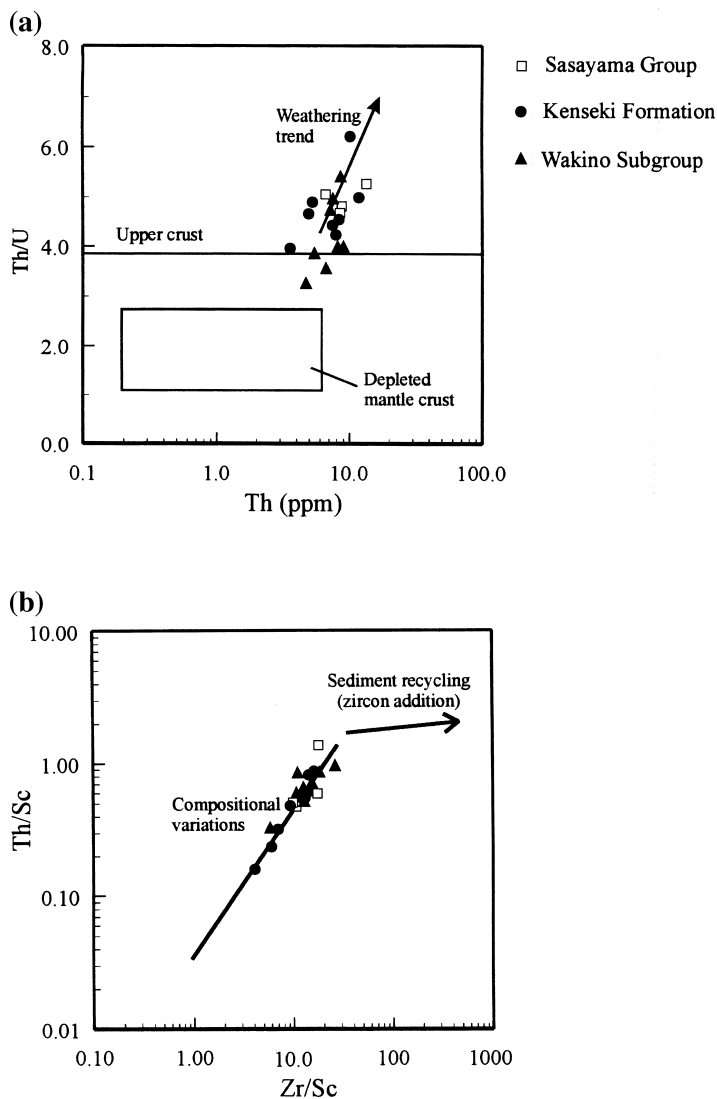 (a)
8.0
6.0
4.0
2.0
0.0
Th/U
Weathering
trend
Upper crust
Depleted
mantle crust
0.1
1.0
10.0
100.0
Th (ppm)
Sasayama Group
Kenseki Formation
Wakino Subgroup
(b)
10.00
1.00
0.10
0.01
Th/Sc
Sediment recycling
(zircon addition)
Compositional
variations
0.10
1.00
10.0
100
1000
Zr/Sc